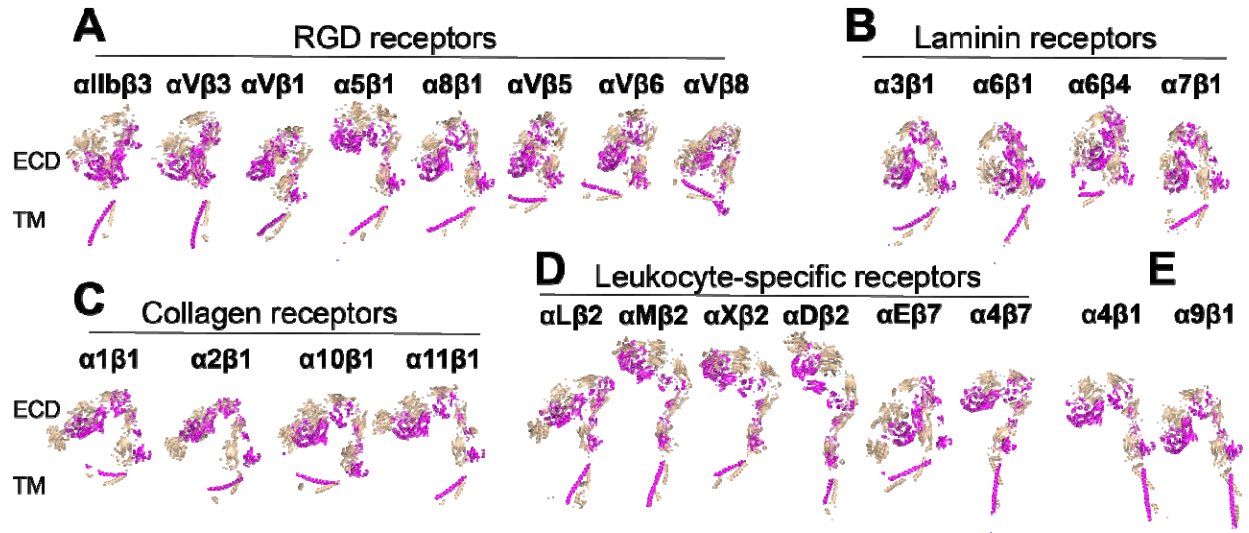 A
RGD receptors
αIIbβ3 αVβ3 αVβ1 α5β1 α8β1 αVβ5 αVβ6 αVβ8
ECD
TM
B
Laminin receptors
α3β1 α6β1 α6β4 α7β1
C
Collagen receptors
α1β1 α2β1 α10β1 α11β1
ECD
TM
D
Leukocyte-specific receptors
αLβ2 αMβ2 αXβ2 αDβ2 αEβ7 α4β7 α4β1
E
α9β1